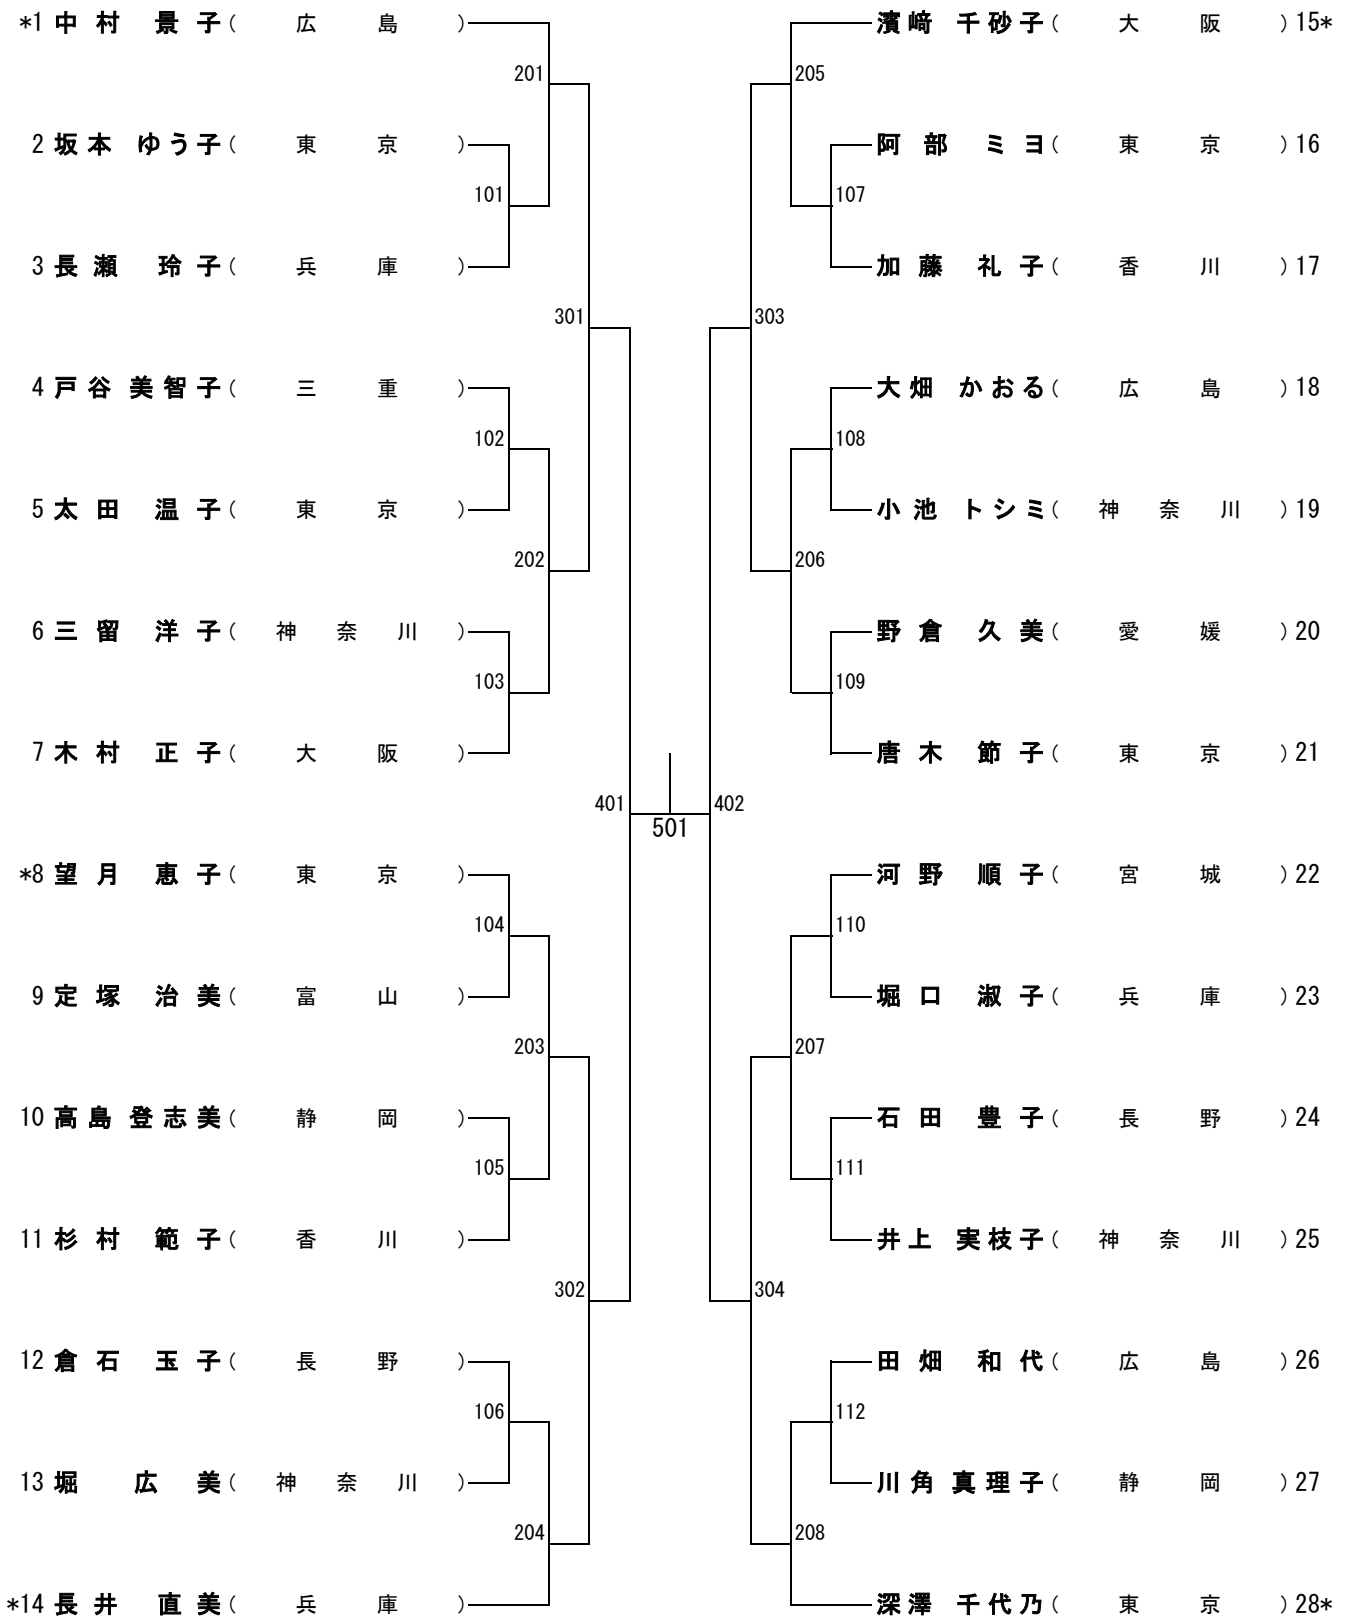 *1 中村 景子 (広島)
201
2 坂本 ゆう子 (東京)
101
3 長瀬 玲子 (兵庫)
301
4 戸谷 美智子 (三重)
102
5 太田 温子 (東京)
202
6 三留 洋子 (神奈川)
103
7 木村 正子 (大阪)
401
*8 望月 恵子 (東京)
104
9 定塚 治美 (富山)
203
10 高島 登志美 (静岡)
105
11 杉村 範子 (香川)
302
12 倉石 玉子 (長野)
106
13 堀 広美 (神奈川)
204
*14 長井 直美 (兵庫)
501
濱﨑 千砂子 (大阪) 15*
205
阿部 ミヨ (東京) 16
107
加藤 礼子 (香川) 17
303
大畑 かおる (広島) 18
108
小池 トシミ (神奈川) 19
206
野倉 久美 (愛媛) 20
109
唐木 節子 (東京) 21
402
河野 順子 (宮城) 22
110
堀口 淑子 (兵庫) 23
207
石田 豊子 (長野) 24
111
井上 実枝子 (神奈川) 25
304
田畑 和代 (広島) 26
112
川角 真理子 (静岡) 27
208
深澤 千代乃 (東京) 28*